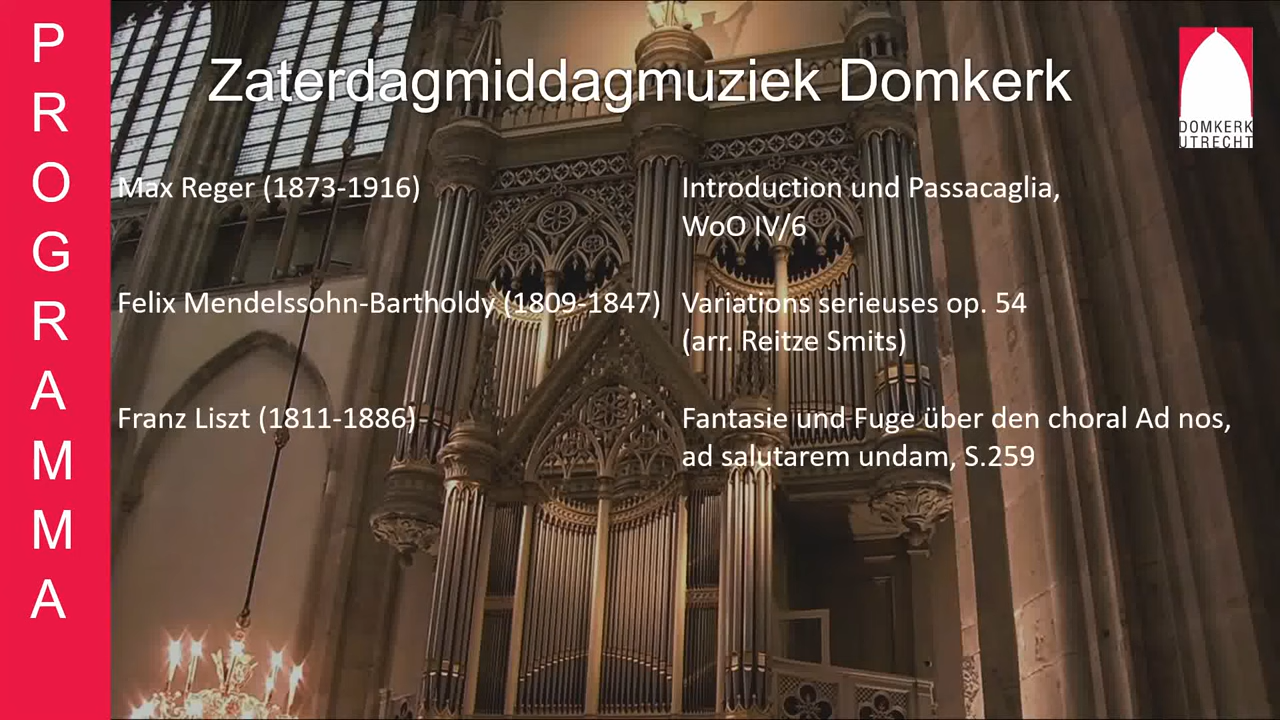 PROGRAMMA
Zaterdagmiddagmuziek Domkerk
DOMKERK
UTRECHT
Max Reger (1873-1916)
Introduction und Passacaglia,
WoO IV/6
Felix Mendelssohn-Bartholdy (1809-1847)
Variations serieuses op. 54
(arr. Reitze Smits)
Franz Liszt (1811-1886)
Fantasie und Fuge über den choral Ad nos,
ad salutarem undam, S.259